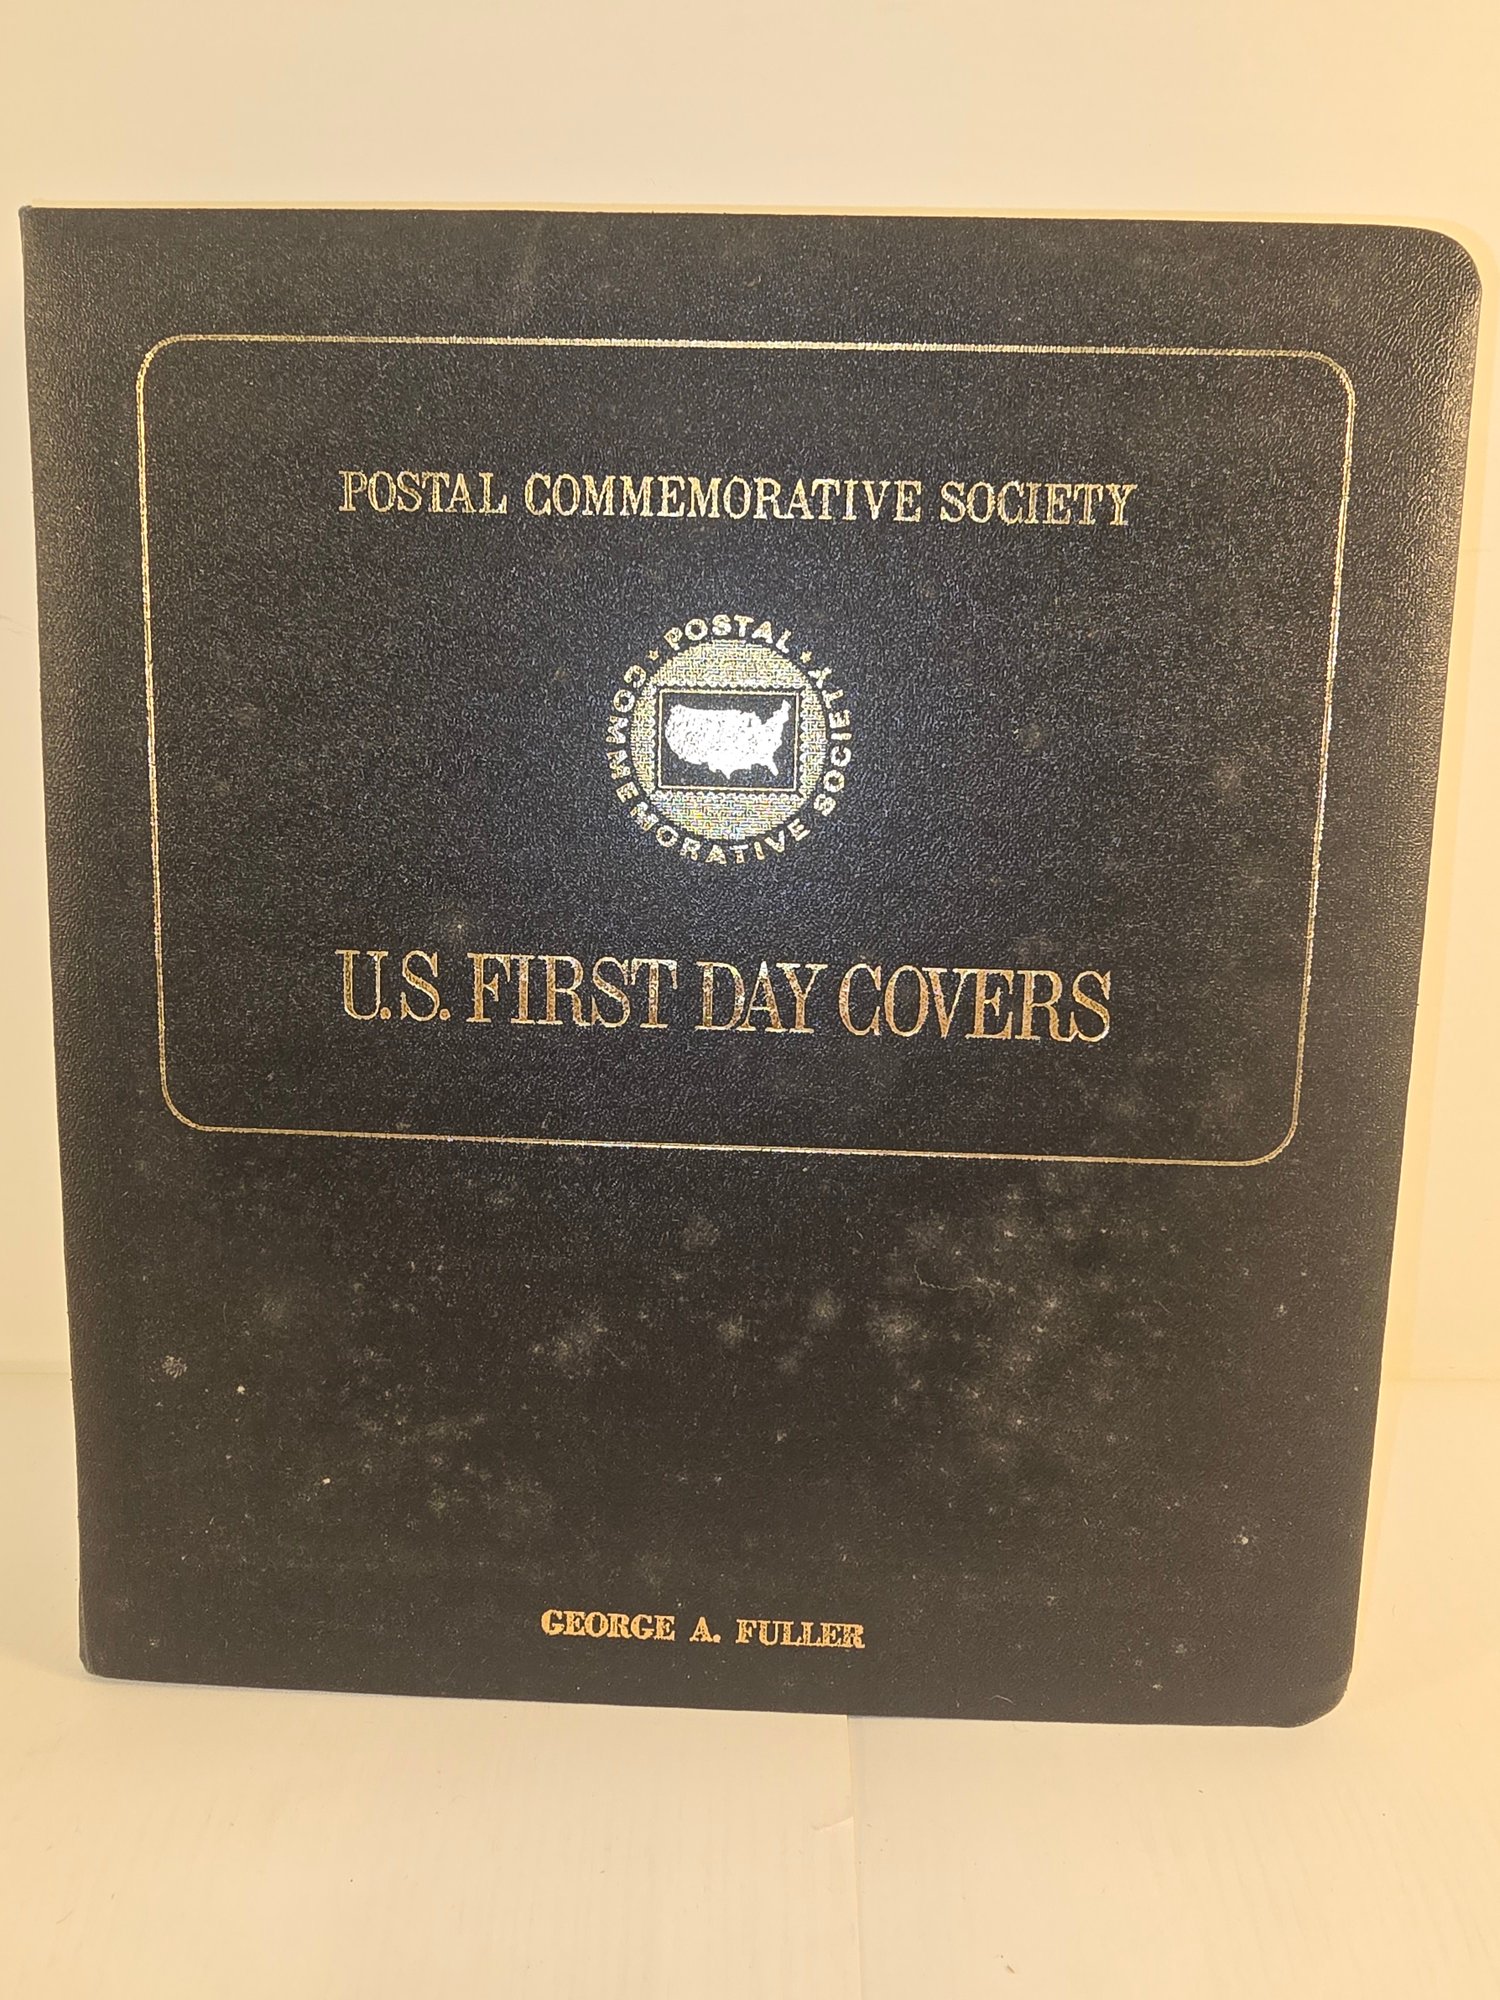 POSTAL COMMEMORATIVE SOCIETY
★ POSTAL ★
COMMEMORATIVE SOCIETY
U.S. FIRST DAY COVERS
GEORGE A. FULLER